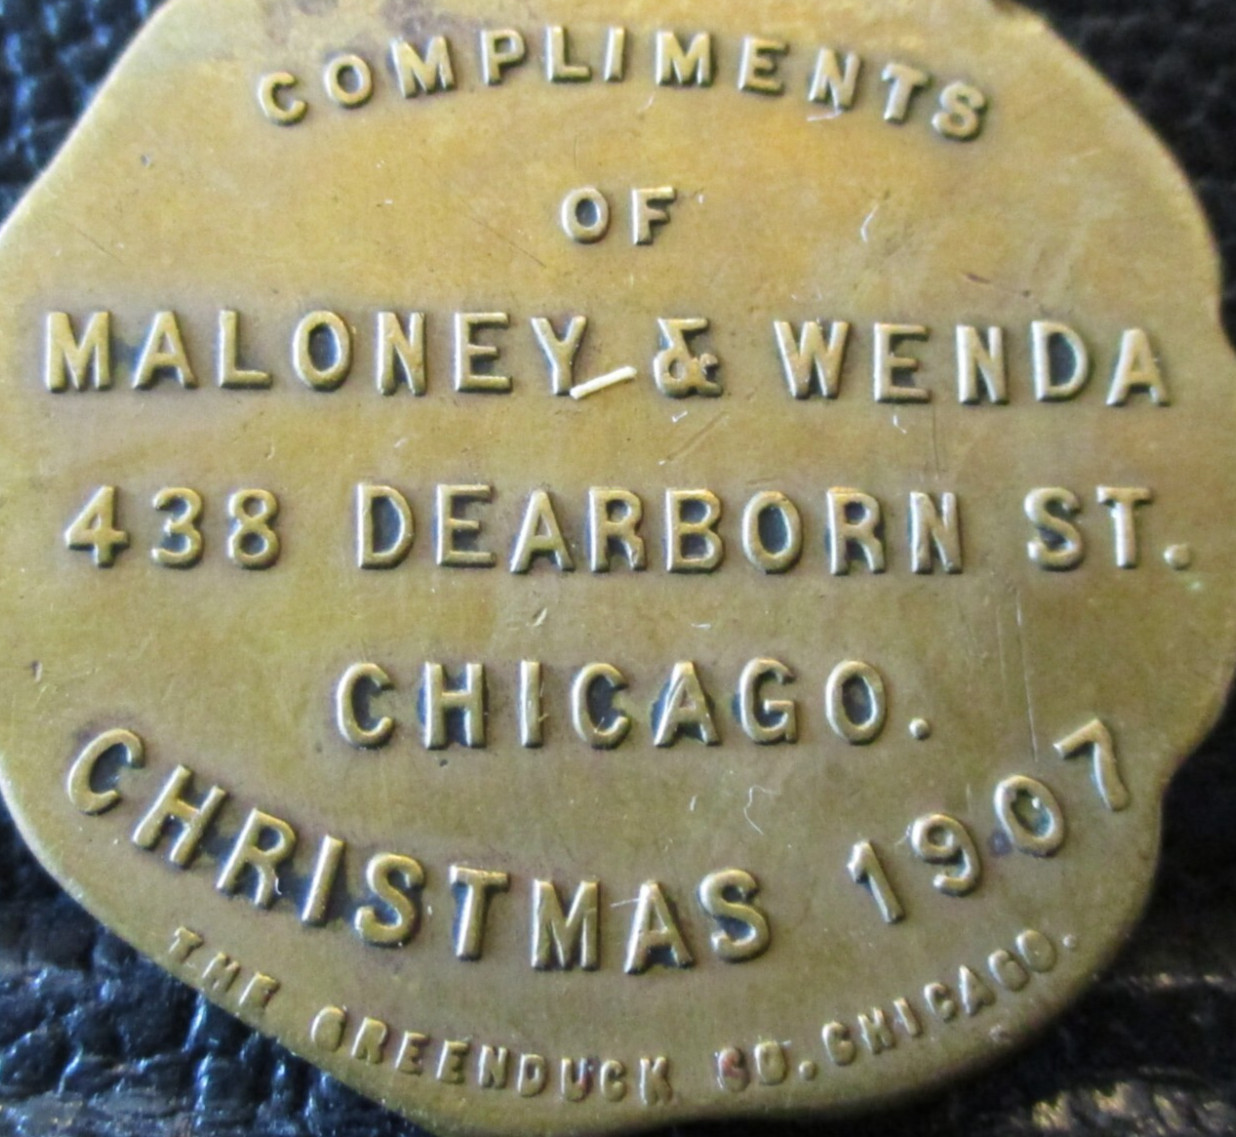 COMPLIMENTS
OF
MALONEY & WENDA
438 DEARBORN ST.
CHICAGO.
CHRISTMAS 1907
THE GREENDUCK CO. CHICAGO.